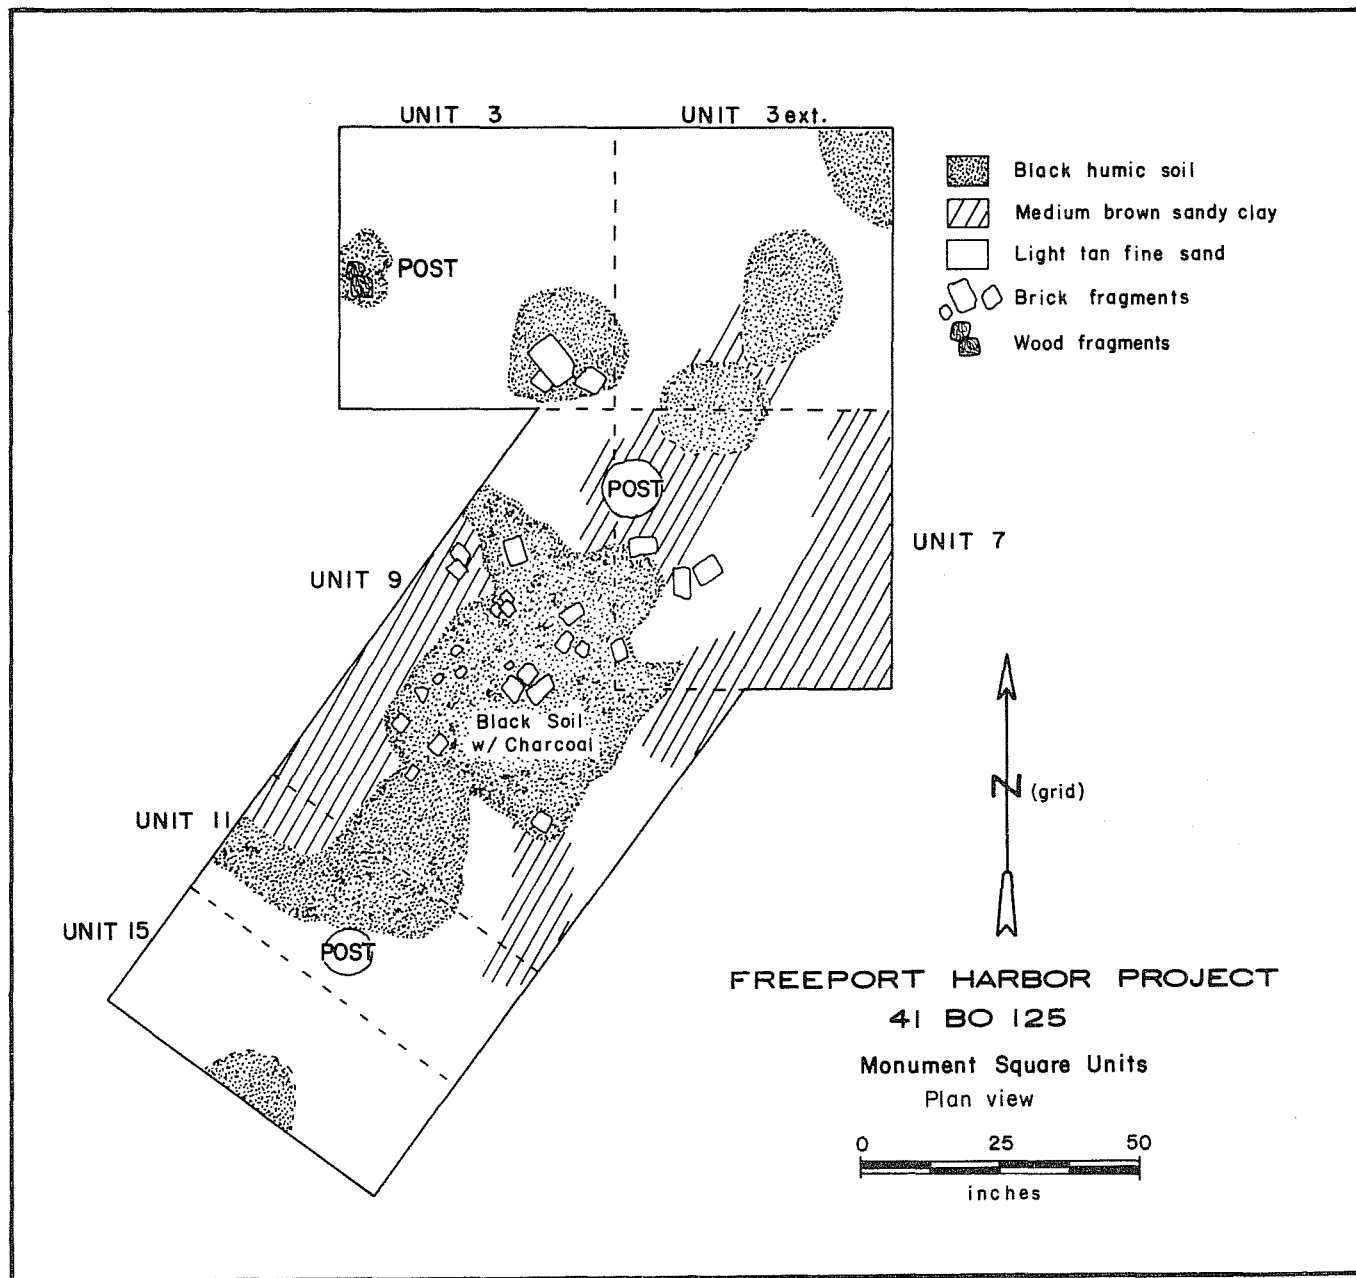 UNIT 3
UNIT 3 ext.
Black humic soil
Medium brown sandy clay
Light tan fine sand
Brick fragments
Wood fragments
POST
POST
UNIT 7
UNIT 9
Black Soil
w/ Charcoal
N (grid)
UNIT 11
UNIT 15
POST
FREEPORT HARBOR PROJECT
41 BO 125
Monument Square Units
Plan view
0 25 50
inches